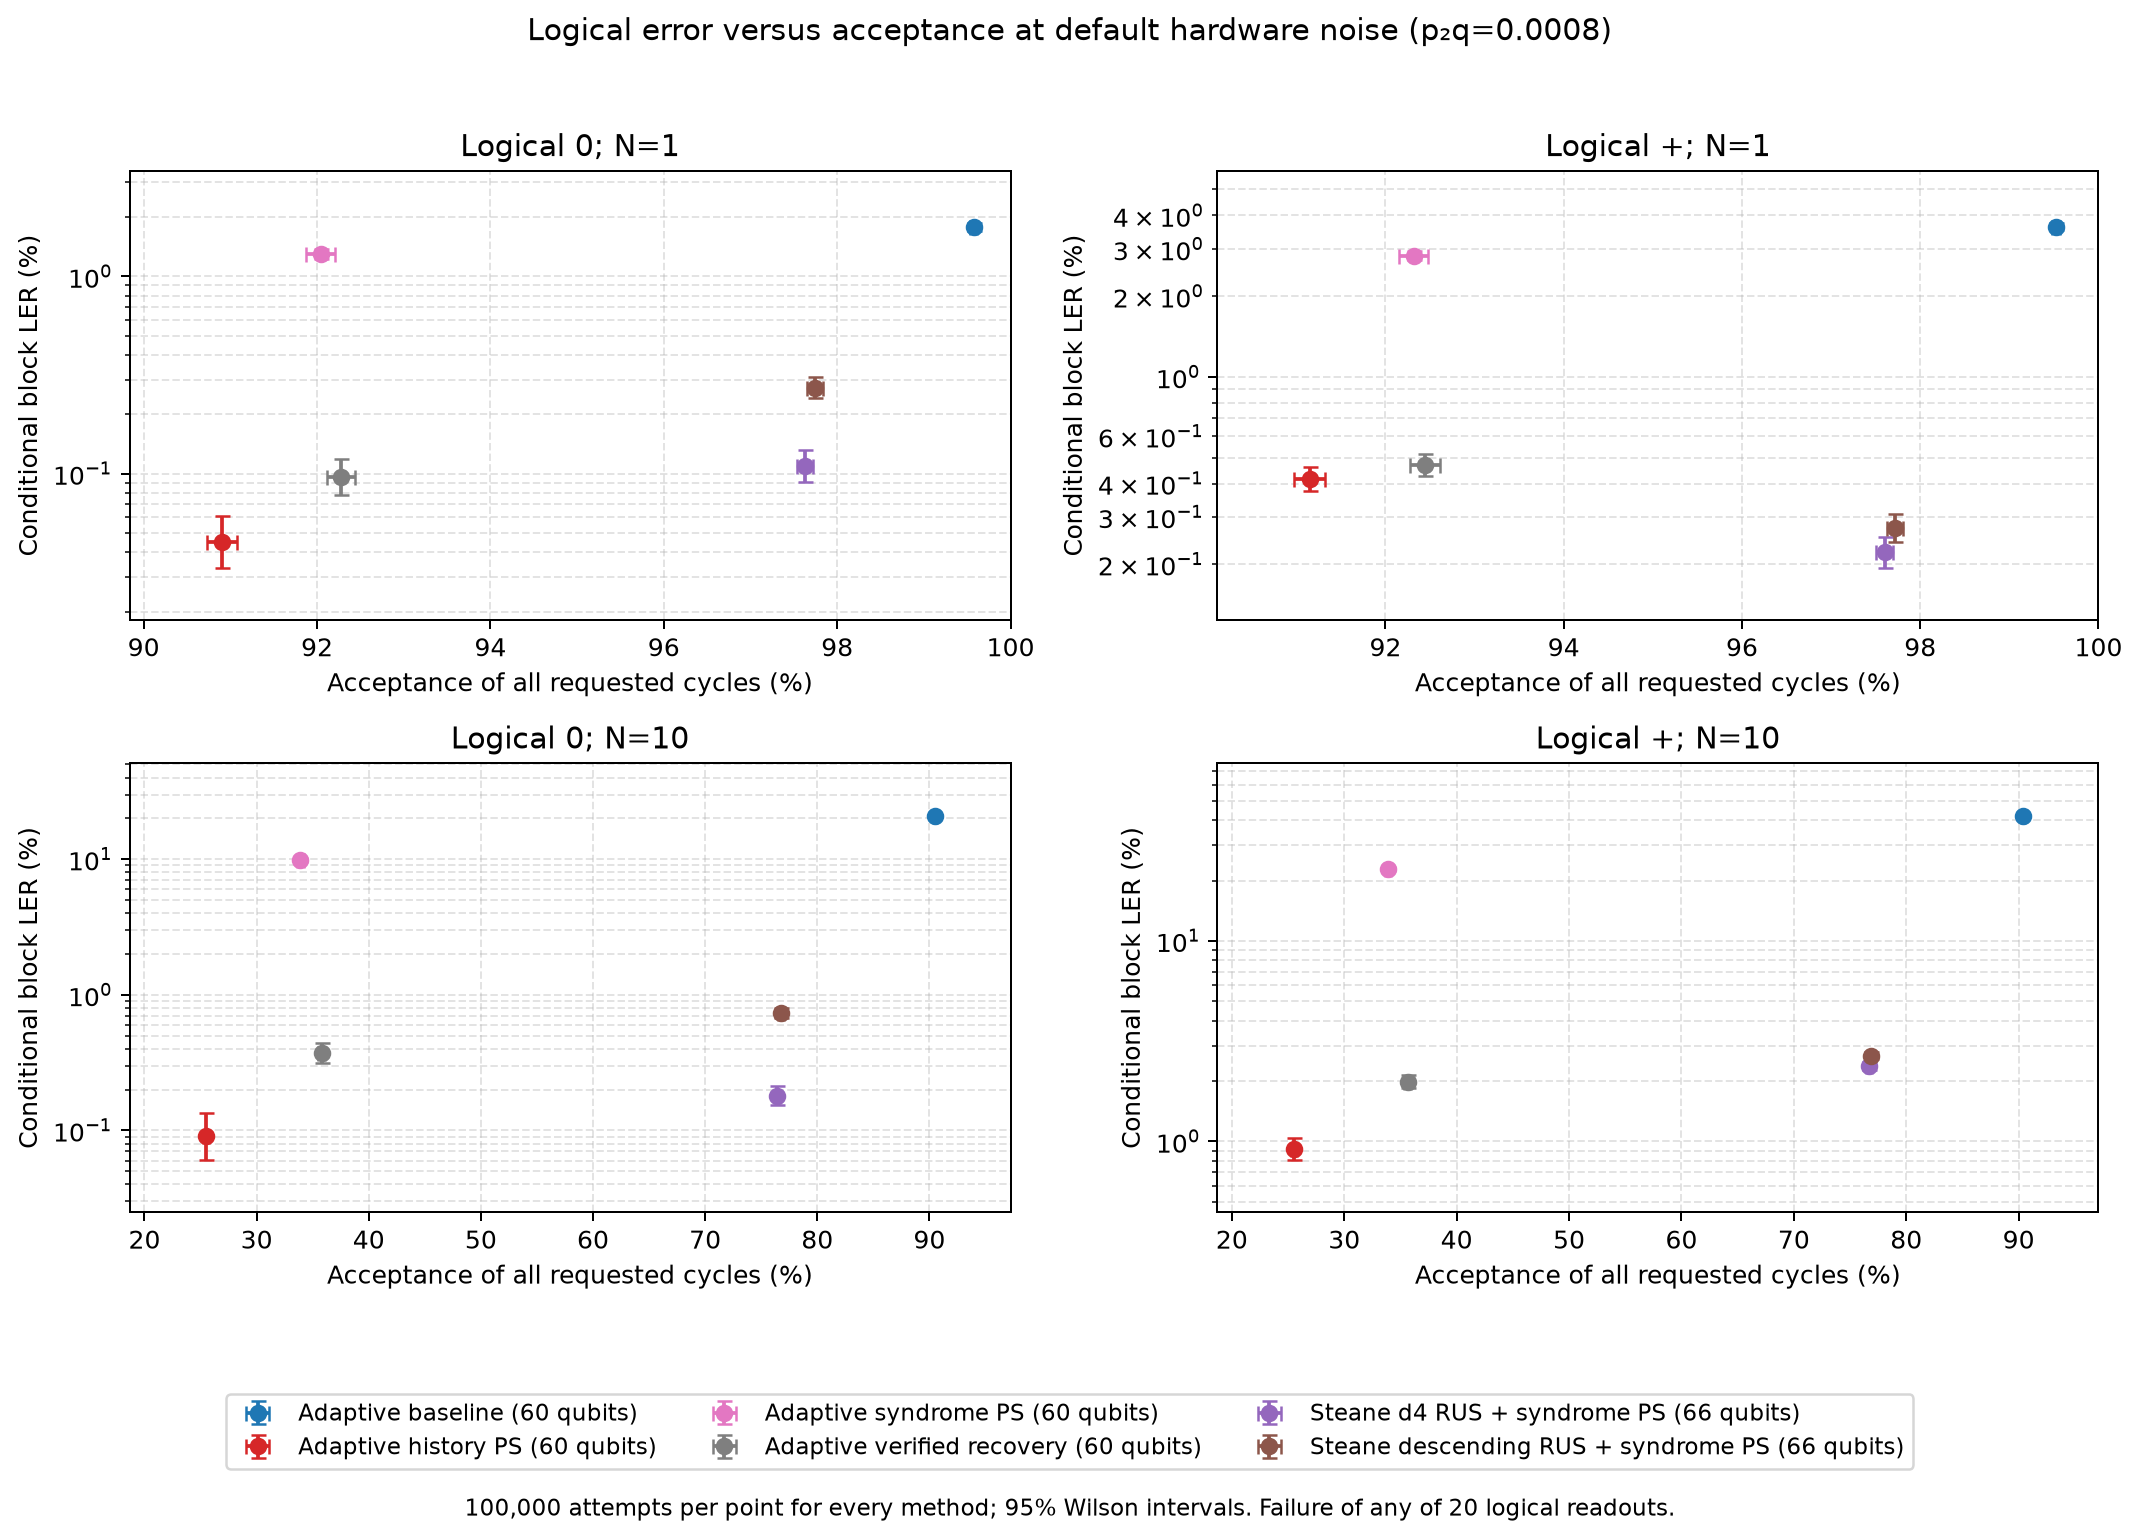 Logical error versus acceptance at default hardware noise (p₂q=0.0008)
Logical 0; N=1
Conditional block LER (%)
10⁰
10⁻¹
90 92 94 96 98 100
Acceptance of all requested cycles (%)
Logical +; N=1
Conditional block LER (%)
4 × 10⁰
3 × 10⁰
2 × 10⁰
10⁰
6 × 10⁻¹
4 × 10⁻¹
3 × 10⁻¹
2 × 10⁻¹
92 94 96 98 100
Acceptance of all requested cycles (%)
Logical 0; N=10
Conditional block LER (%)
10¹
10⁰
10⁻¹
20 30 40 50 60 70 80 90
Acceptance of all requested cycles (%)
Logical +; N=10
Conditional block LER (%)
10¹
10⁰
20 30 40 50 60 70 80 90
Acceptance of all requested cycles (%)
Adaptive baseline (60 qubits)
Adaptive history PS (60 qubits)
Adaptive syndrome PS (60 qubits)
Adaptive verified recovery (60 qubits)
Steane d4 RUS + syndrome PS (66 qubits)
Steane descending RUS + syndrome PS (66 qubits)
100,000 attempts per point for every method; 95% Wilson intervals. Failure of any of 20 logical readouts.